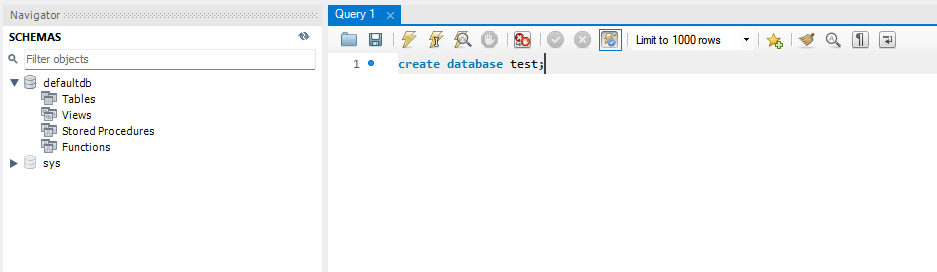 Navigator
SCHEMAS
Filter objects
defaultdb
Tables
Views
Stored Procedures
Functions
sys
Query 1
Limit to 1000 rows
1
create database test;